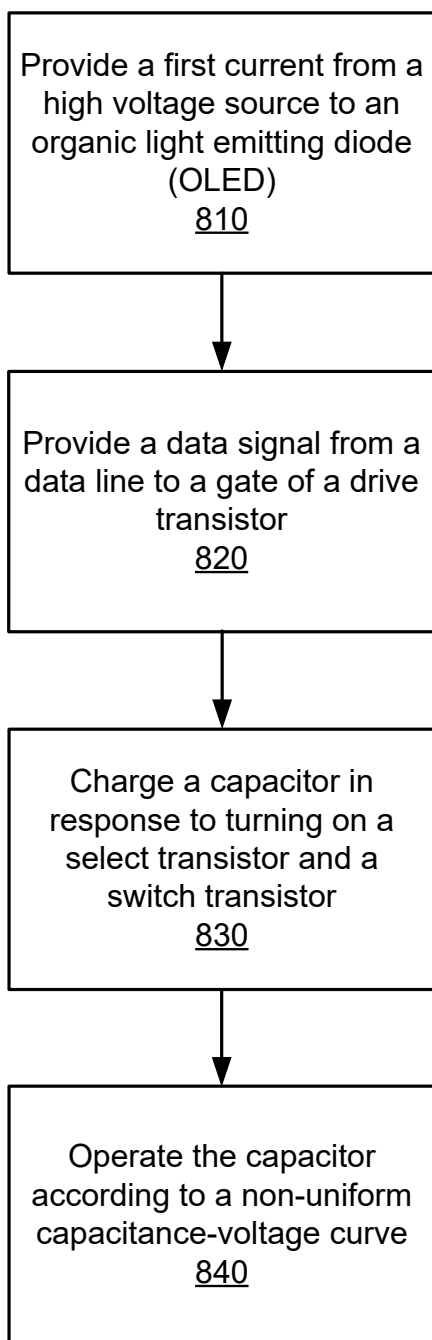 Provide a first current from a
high voltage source to an
organic light emitting diode
(OLED)
810
Provide a data signal from a
data line to a gate of a drive
transistor
820
Charge a capacitor in
response to turning on a
select transistor and a
switch transistor
830
Operate the capacitor
according to a non-uniform
capacitance-voltage curve
840